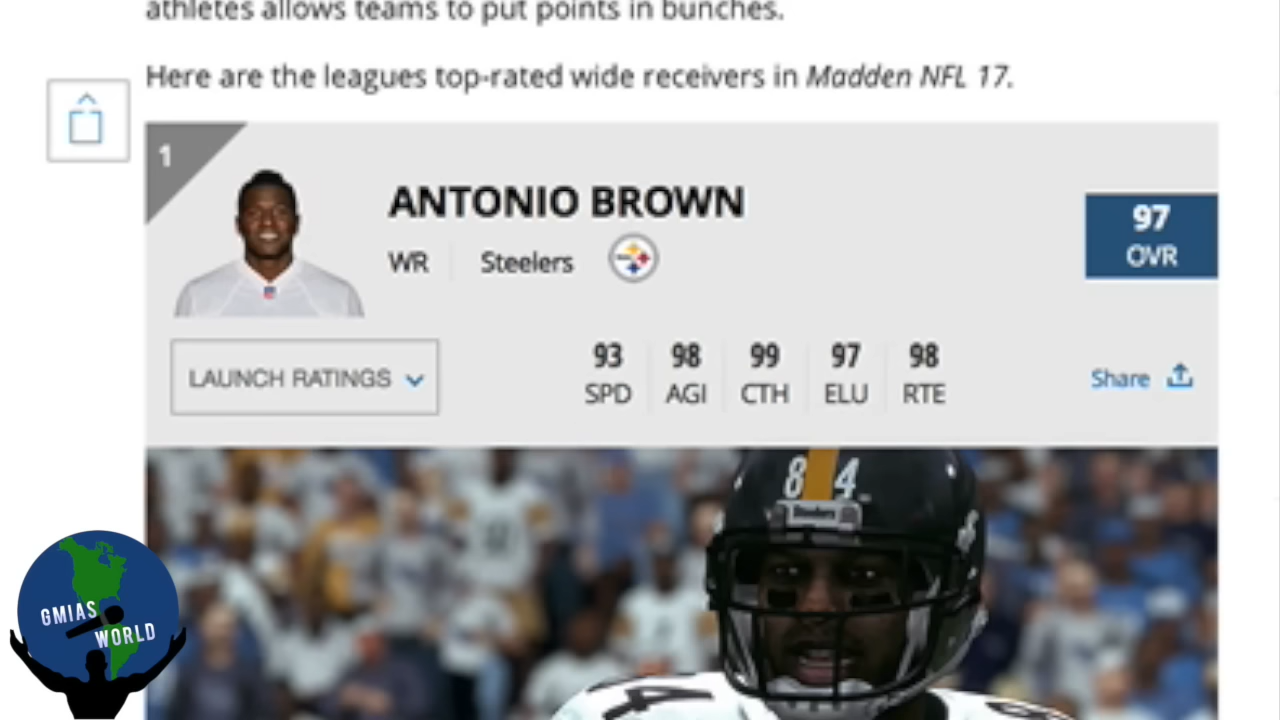 athletes allows teams to put points in bunches.
Here are the leagues top-rated wide receivers in Madden NFL 17.
1
ANTONIO BROWN
WR Steelers
97
OVR
93 98 99 97 98
SPD AGI CTH ELU RTE
LAUNCH RATINGS
Share
84
Steelers
4
GMIAS
WORLD